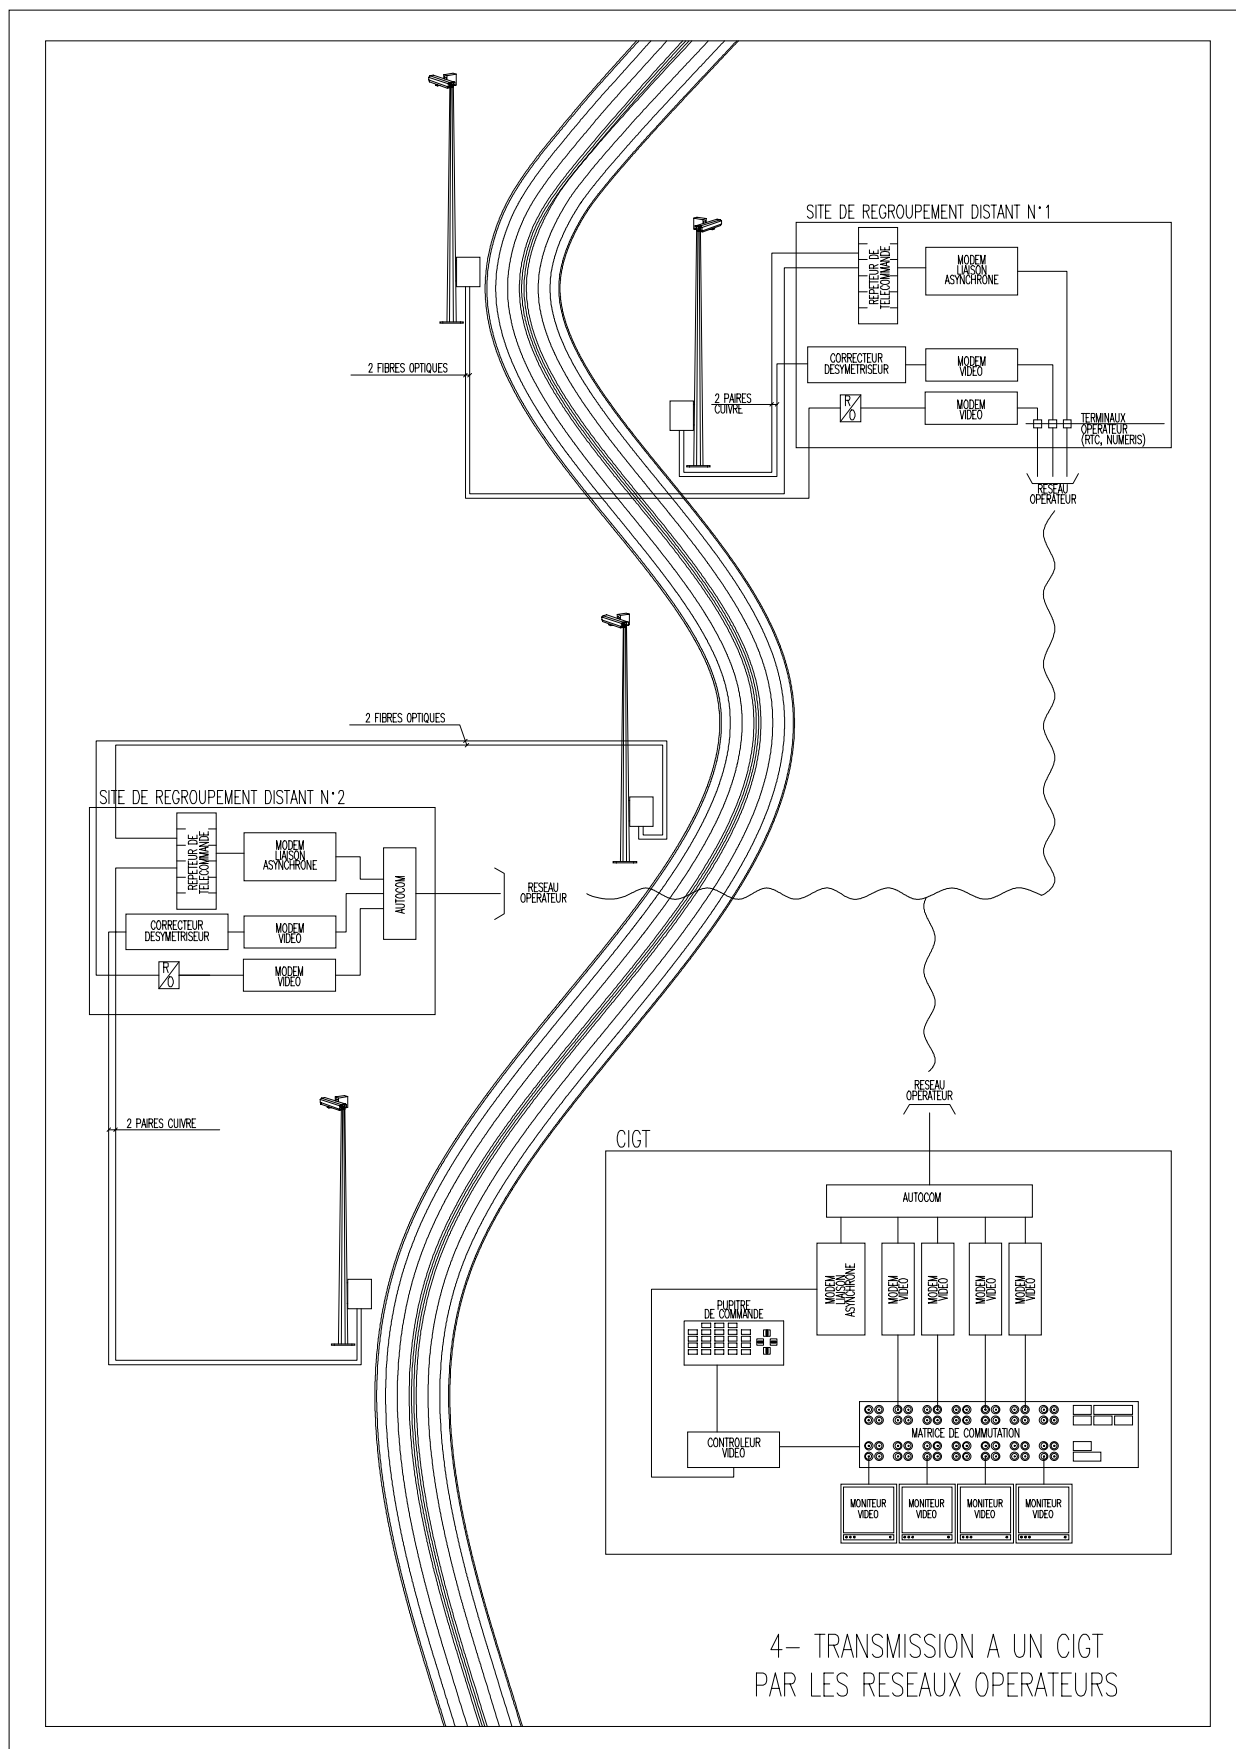 SITE DE REGROUPEMENT DISTANT N°1
REPETEUR DE
TELECOMMANDE
MODEM
LIAISON
ASYNCHRONE
2 FIBRES OPTIQUES
CORRECTEUR
DESYMETRISEUR
MODEM
VIDEO
2 PAIRES
CUIVRE
R/O
MODEM
VIDEO
TERMINAUX
OPERATEUR
(RTC, NUMERIS)
RESEAU
OPERATEUR
2 FIBRES OPTIQUES
SITE DE REGROUPEMENT DISTANT N°2
REPETEUR DE
TELECOMMANDE
MODEM
LIAISON
ASYNCHRONE
AUTOCOM
RESEAU
OPERATEUR
CORRECTEUR
DESYMETRISEUR
MODEM
VIDEO
R/O
MODEM
VIDEO
RESEAU
OPERATEUR
2 PAIRES CUIVRE
CIGT
AUTOCOM
MODEM
LIAISON
ASYNCHRONE
MODEM
VIDEO
MODEM
VIDEO
MODEM
VIDEO
MODEM
VIDEO
PUPITRE
DE COMMANDE
MATRICE DE COMMUTATION
CONTROLEUR
VIDEO
MONITEUR
VIDEO
MONITEUR
VIDEO
MONITEUR
VIDEO
MONITEUR
VIDEO
4- TRANSMISSION A UN CIGT
PAR LES RESEAUX OPERATEURS